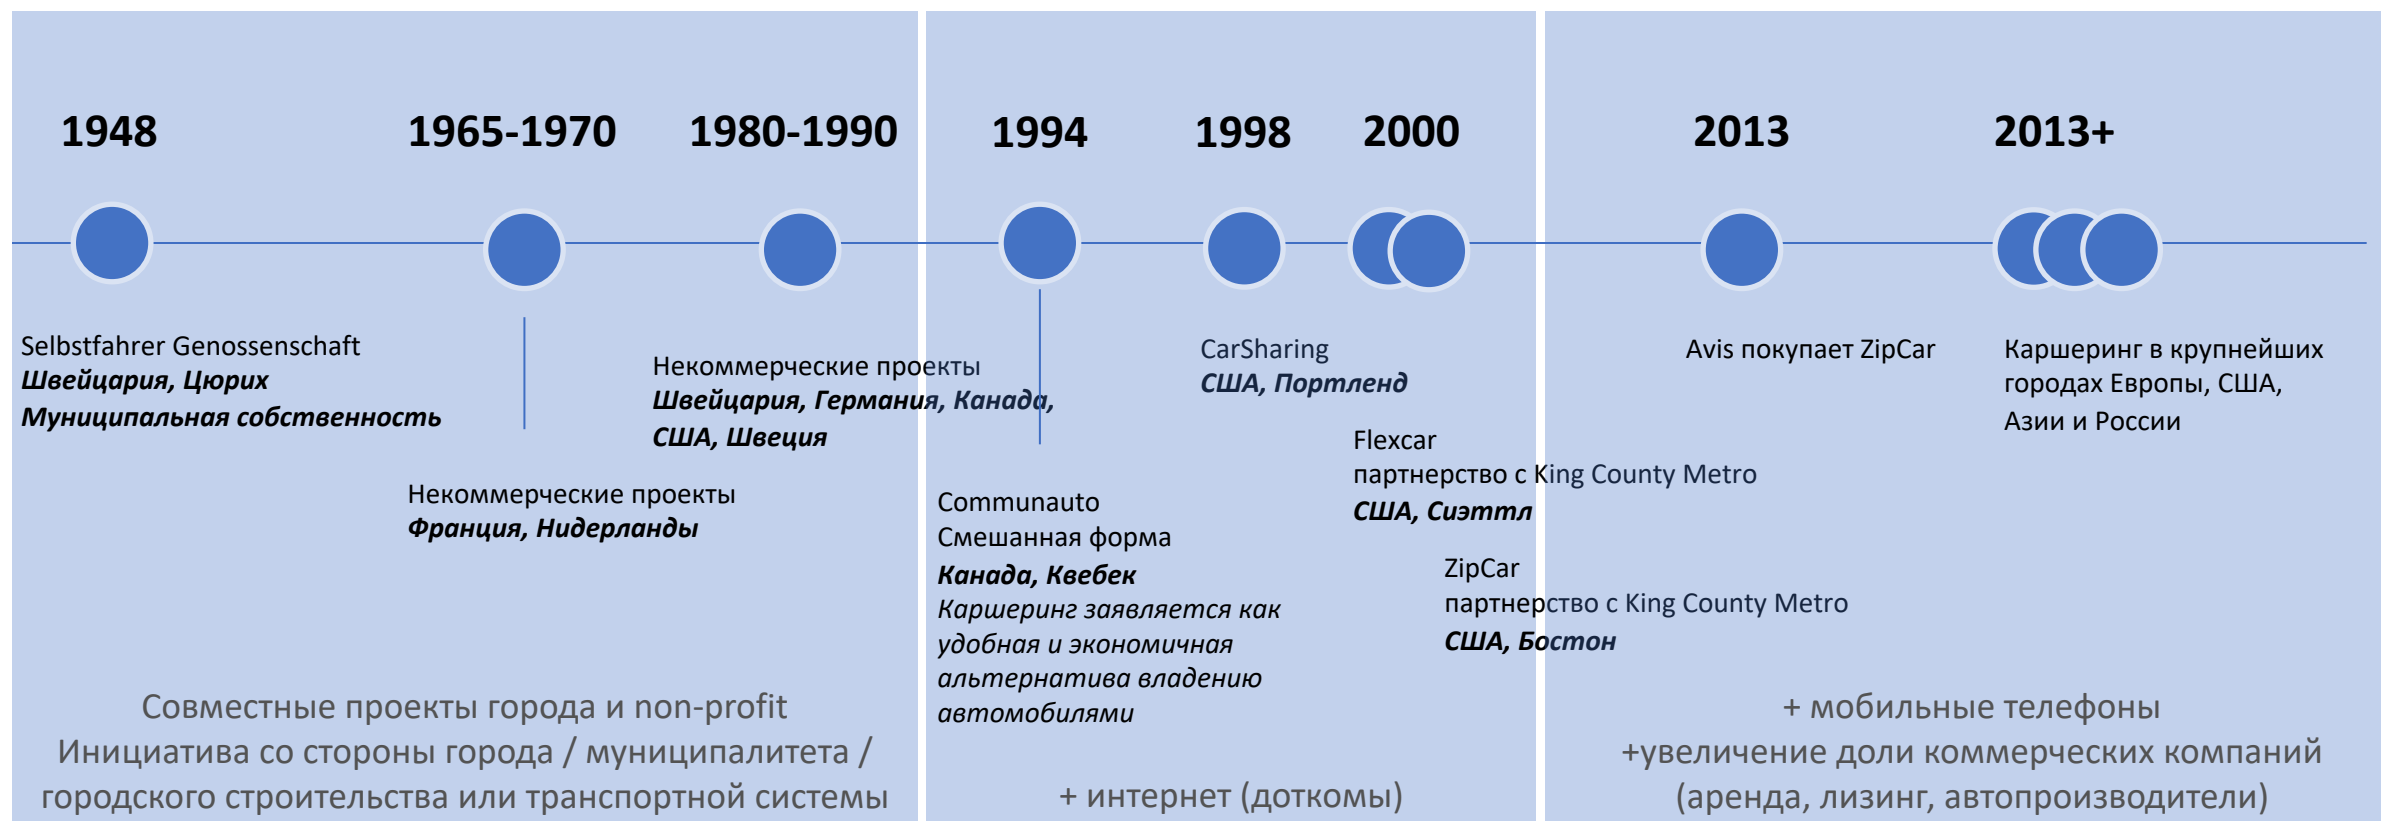 1948
1965-1970
1980-1990
1994
1998
2000
2013
2013+
Selbstfahrer Genossenschaft
Швейцария, Цюрих
Муниципальная собственность
Некоммерческие проекты
Франция, Нидерланды
Некоммерческие проекты
Швейцария, Германия, Канада,
США, Швеция
Communauto
Смешанная форма
Канада, Квебек
Каршеринг заявляется как
удобная и экономичная
альтернатива владению
автомобилями
CarSharing
США, Портленд
Flexcar
партнерство с King County Metro
США, Сиэттл
ZipCar
партнерство с King County Metro
США, Бостон
Avis покупает ZipCar
Каршеринг в крупнейших
городах Европы, США,
Азии и России
Совместные проекты города и non-profit
Инициатива со стороны города / муниципалитета /
городского строительства или транспортной системы
+ интернет (доткомы)
+ мобильные телефоны
+увеличение доли коммерческих компаний
(аренда, лизинг, автопроизводители)